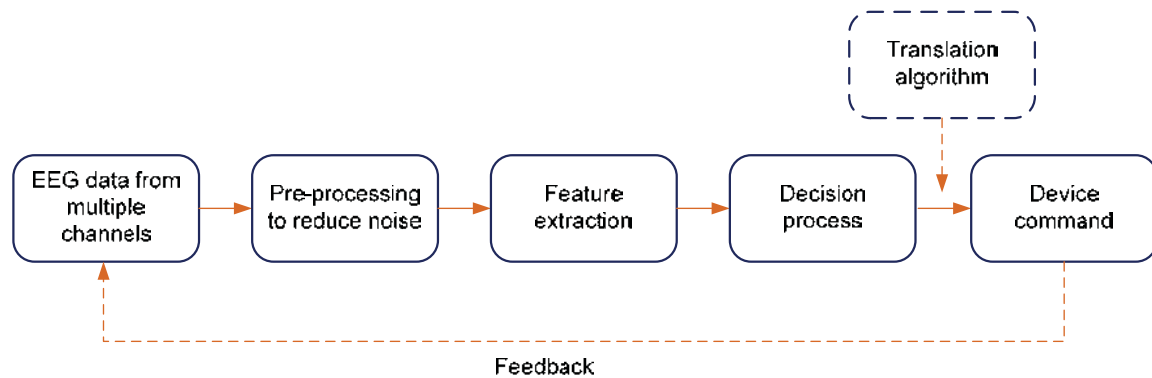 Translation
algorithm
EEG data from
multiple
channels
Pre-processing
to reduce noise
Feature
extraction
Decision
process
Device
command
Feedback